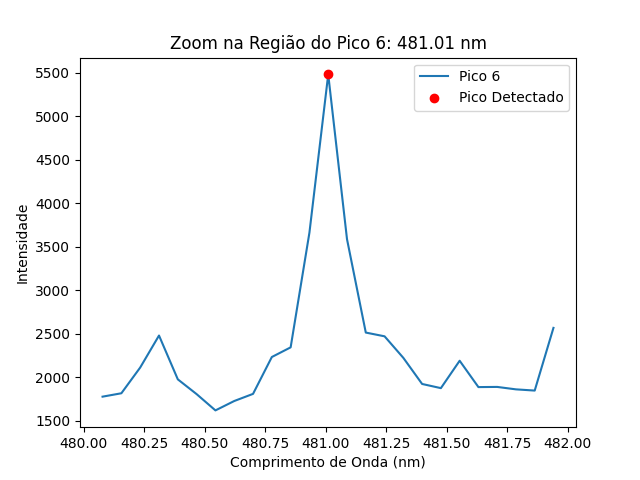 Zoom na Região do Pico 6: 481.01 nm
Pico 6
Pico Detectado
Intensidade
5500
5000
4500
4000
3500
3000
2500
2000
1500
480.00 480.25 480.50 480.75 481.00 481.25 481.50 481.75 482.00
Comprimento de Onda (nm)